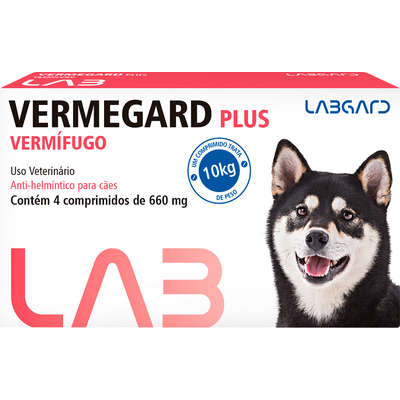 VERMEGARD PLUS
VERMÍFUGO
LABGARD
Uso Veterinário
Anti-helmíntico para cães
Contém 4 comprimidos de 660 mg
UM COMPRIMIDO TRATA
10kg
DE PESO
LAB